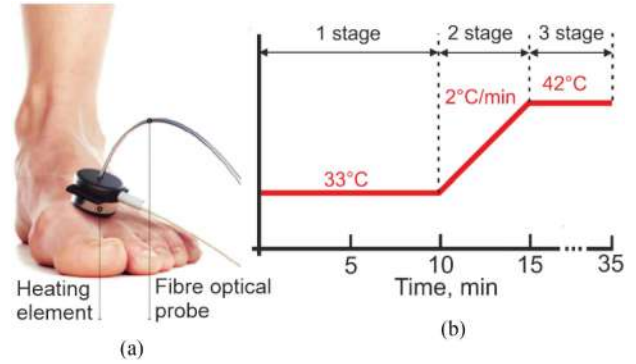 Heating
element
Fibre optical
probe
(a)
1 stage
2 stage
3 stage
33°C
2°C/min
42°C
5
10
15
35
Time, min
(b)